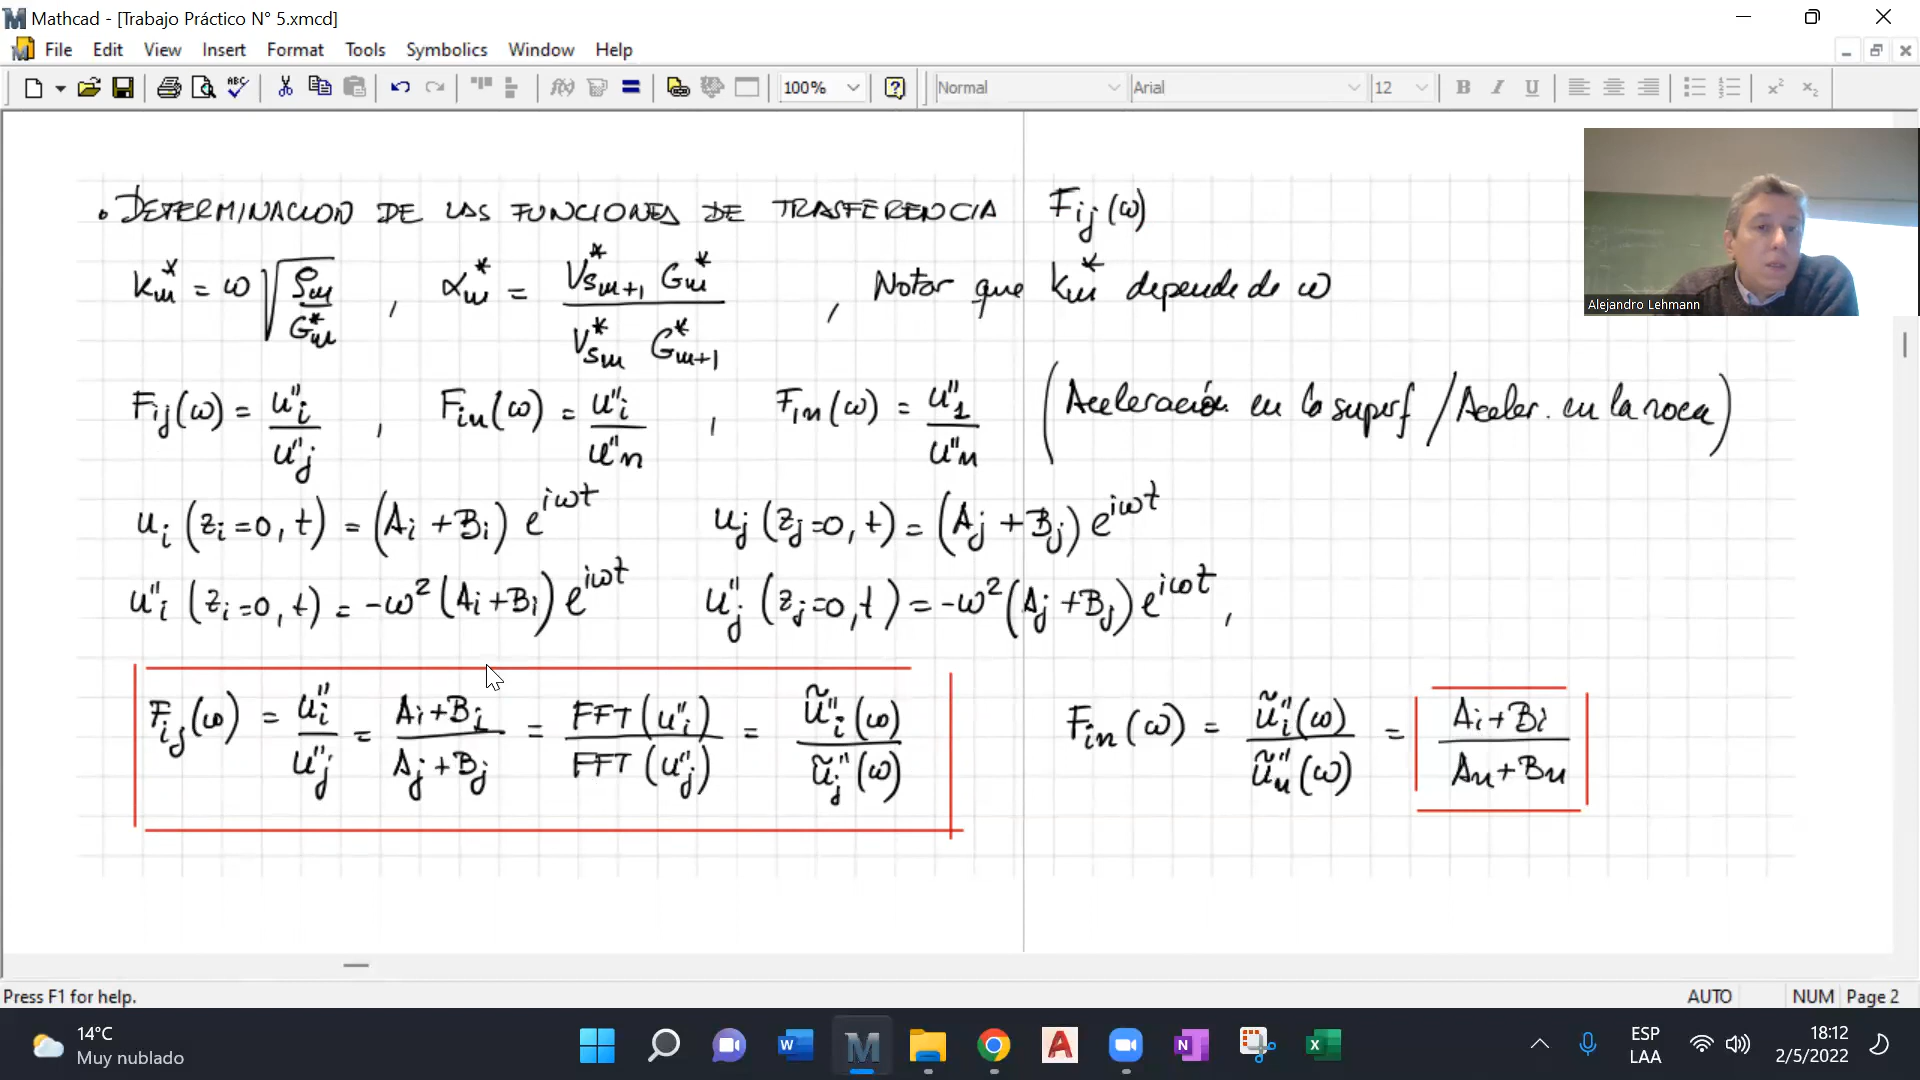 Mathcad - [Trabajo Práctico N° 5.xmcd]
File Edit View Insert Format Tools Symbolics Window Help
100% Normal Arial 12 B I U
• DETERMINACION DE LAS FUNCIONES DE TRASFERENCIA Fij(ω)
km* = ω √(ρm/Gm*) , αm* = (Vsm+1* Gm*)/(Vsm* Gm+1*) , Notar que km* depende de ω
Fij(ω) = u"i/u"j , Fin(ω) = u"i/u"n , F1n(ω) = u"1/u"n (Aceleración en la superf / Aceler. en la roca)
ui(zi=0, t) = (Ai + Bi) e^iωt uj(zj=0, t) = (Aj + Bj) e^iωt
u"i(zi=0, t) = -ω²(Ai+Bi) e^iωt u"j(zj=0, t) = -ω²(Aj+Bj) e^iωt ,
Fij(ω) = u"i/u"j = (Ai+Bi)/(Aj+Bj) = FFT(u"i)/FFT(u"j) = ũ"i(ω)/ũ"j(ω) Fin(ω) = ũ"i(ω)/ũ"n(ω) = (Ai+Bi)/(An+Bn)
Alejandro Lehmann
Press F1 for help. AUTO NUM Page 2
14°C
Muy nublado
ESP
LAA
18:12
2/5/2022